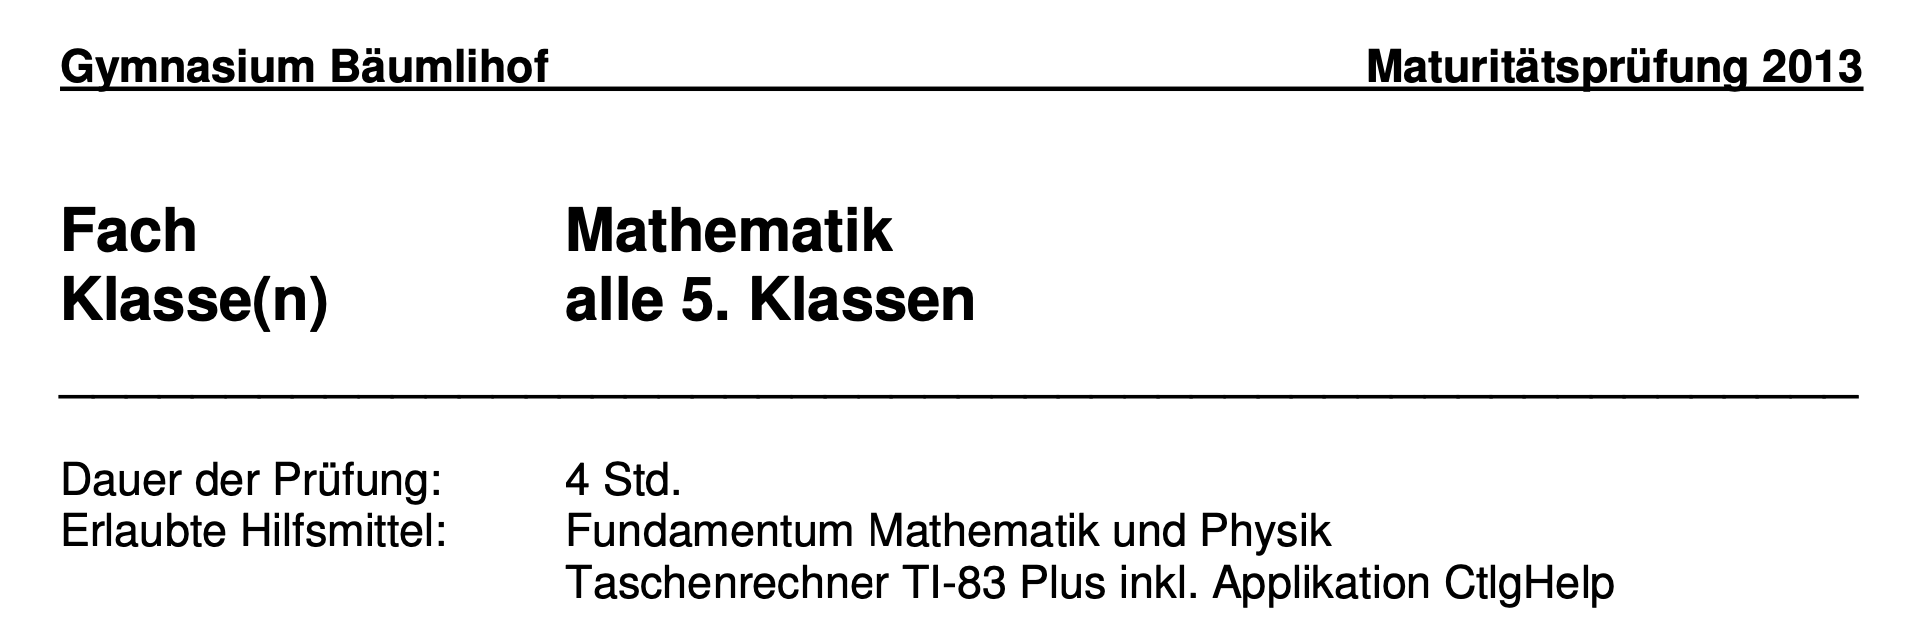 Gymnasium Bäumlihof Maturitätsprüfung 2013
Fach Mathematik
Klasse(n) alle 5. Klassen
Dauer der Prüfung: 4 Std.
Erlaubte Hilfsmittel: Fundamentum Mathematik und Physik
Taschenrechner TI-83 Plus inkl. Applikation CtlgHelp